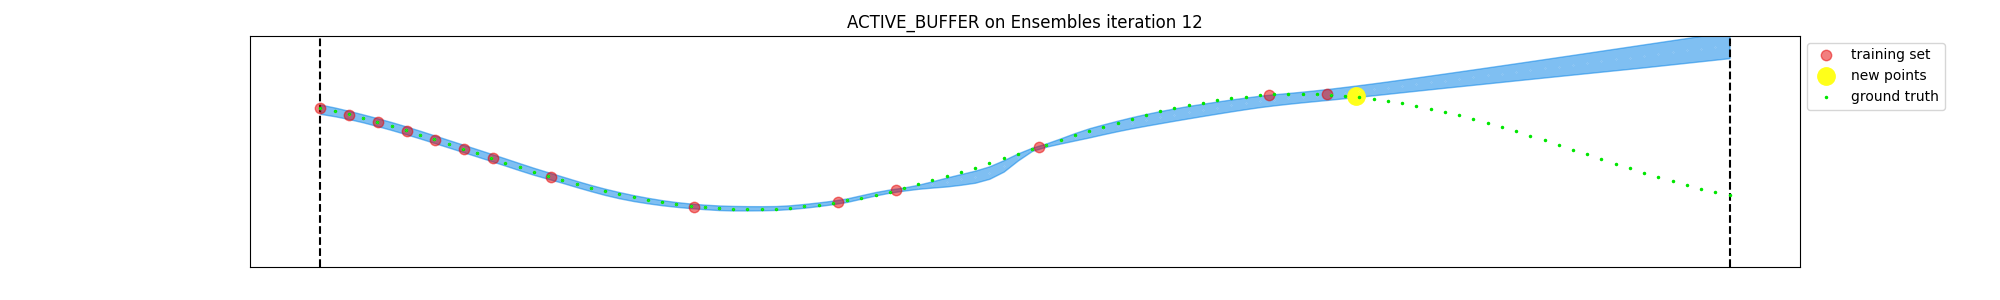 ACTIVE_BUFFER on Ensembles iteration 12
training set
new points
ground truth